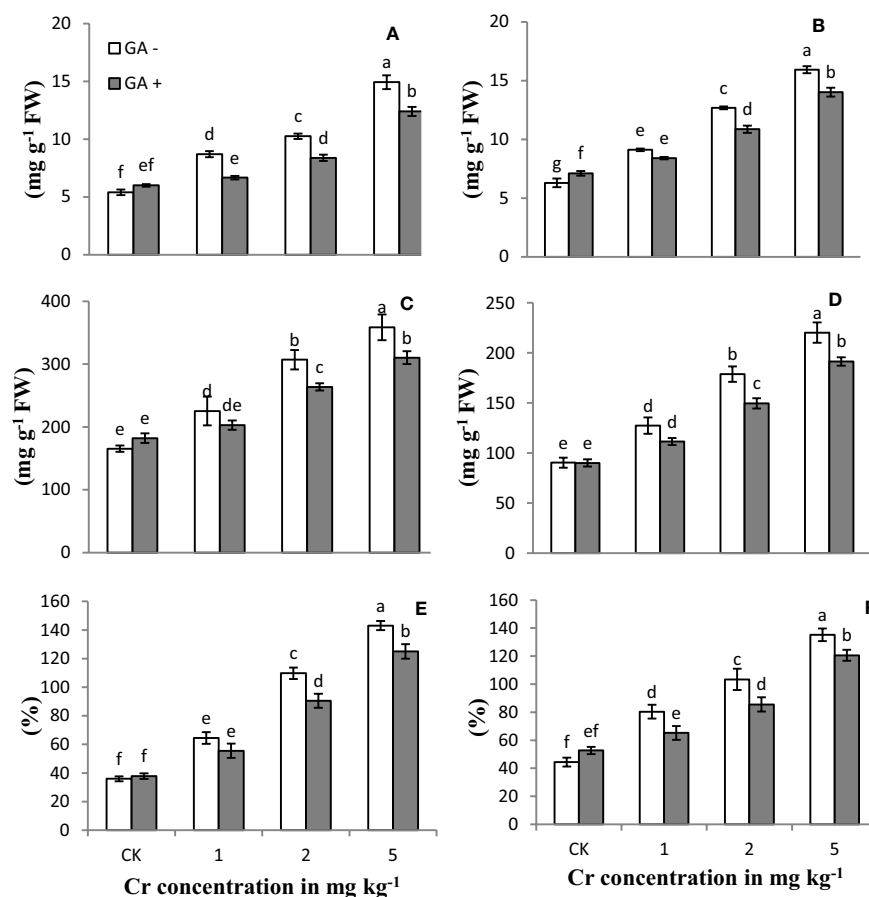 A
GA -
GA +
(mg g-1 FW)
20
15
10
5
0
f ef d e c d a b
B
(mg g-1 FW)
20
15
10
5
0
g f e e c d a b
C
(mg g-1 FW)
400
300
200
100
0
e e d de b c a b
D
(mg g-1 FW)
250
200
150
100
50
0
e e d d b c a b
E
(%)
160
140
120
100
80
60
40
20
0
f f e e c d a b
CK 1 2 5
Cr concentration in mg kg-1
F
(%)
160
140
120
100
80
60
40
20
0
f ef d e c d a b
CK 1 2 5
Cr concentration in mg kg-1